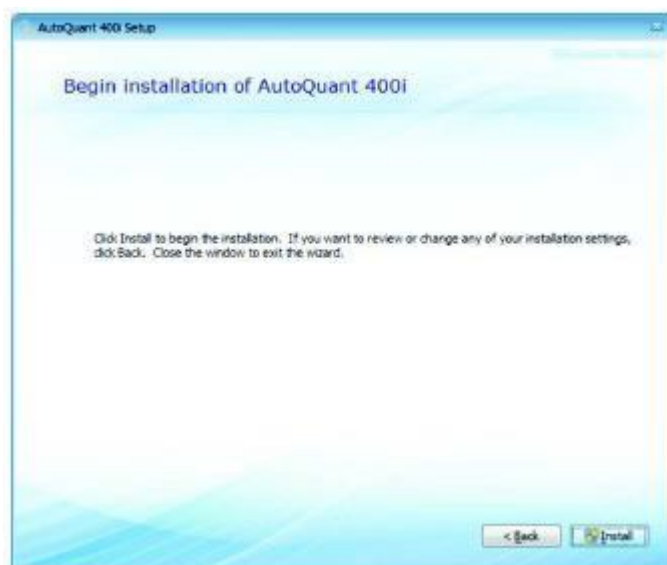 AutoQuant 400i Setup
Begin installation of AutoQuant 400i
Click Install to begin the installation. If you want to review or change any of your installation settings,
click Back. Close the window to exit the wizard.
< Back
Install